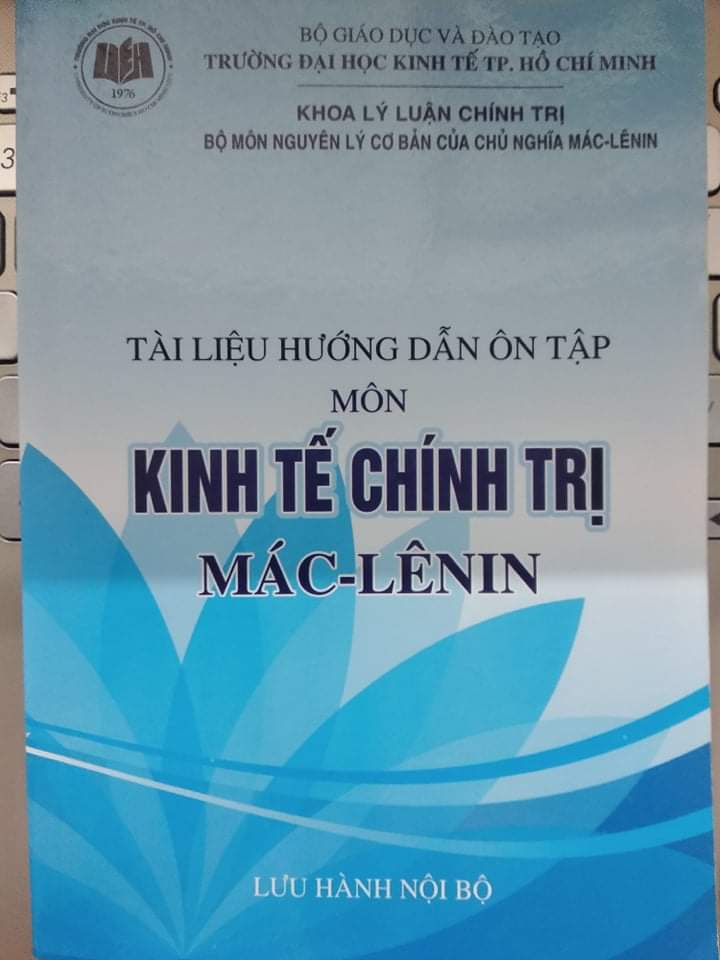 BỘ GIÁO DỤC VÀ ĐÀO TẠO
TRƯỜNG ĐẠI HỌC KINH TẾ TP. HỒ CHÍ MINH
KHOA LÝ LUẬN CHÍNH TRỊ
BỘ MÔN NGUYÊN LÝ CƠ BẢN CỦA CHỦ NGHĨA MÁC-LÊNIN
UEH
1976
TÀI LIỆU HƯỚNG DẪN ÔN TẬP
MÔN
KINH TẾ CHÍNH TRỊ
MÁC-LÊNIN
LƯU HÀNH NỘI BỘ